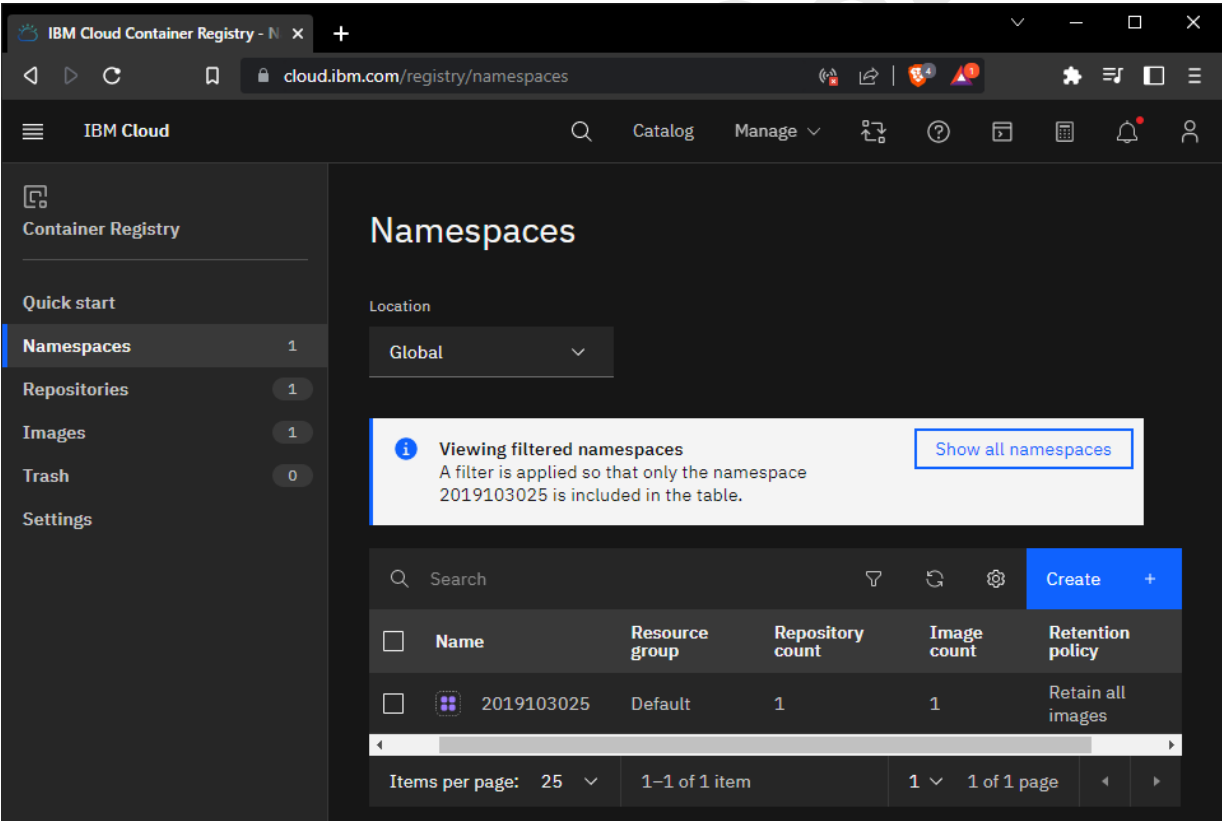 IBM Cloud Container Registry - N
cloud.ibm.com/registry/namespaces
4
1
IBM Cloud
Catalog
Manage
Container Registry
Quick start
Namespaces 1
Repositories 1
Images 1
Trash 0
Settings
Namespaces
Location
Global
Viewing filtered namespaces
A filter is applied so that only the namespace
2019103025 is included in the table.
Show all namespaces
Search
Create +
Name Resource group Repository count Image count Retention policy
2019103025 Default 1 1 Retain all images
Items per page: 25 1–1 of 1 item 1 1 of 1 page